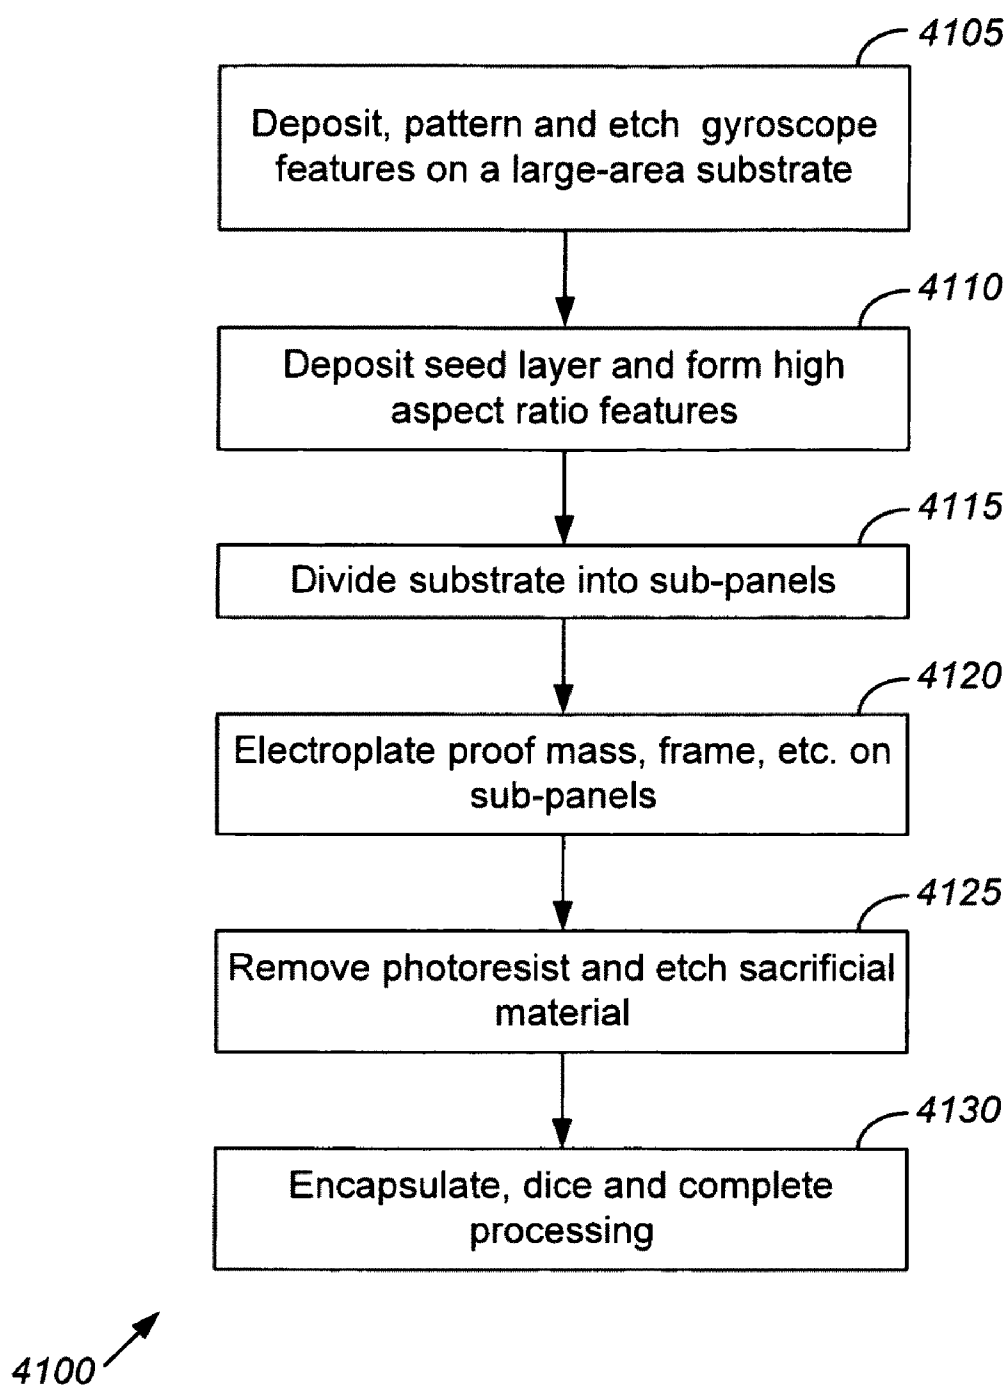 4105
Deposit, pattern and etch gyroscope
features on a large-area substrate
4110
Deposit seed layer and form high
aspect ratio features
4115
Divide substrate into sub-panels
4120
Electroplate proof mass, frame, etc. on
sub-panels
4125
Remove photoresist and etch sacrificial
material
4130
Encapsulate, dice and complete
processing
4100